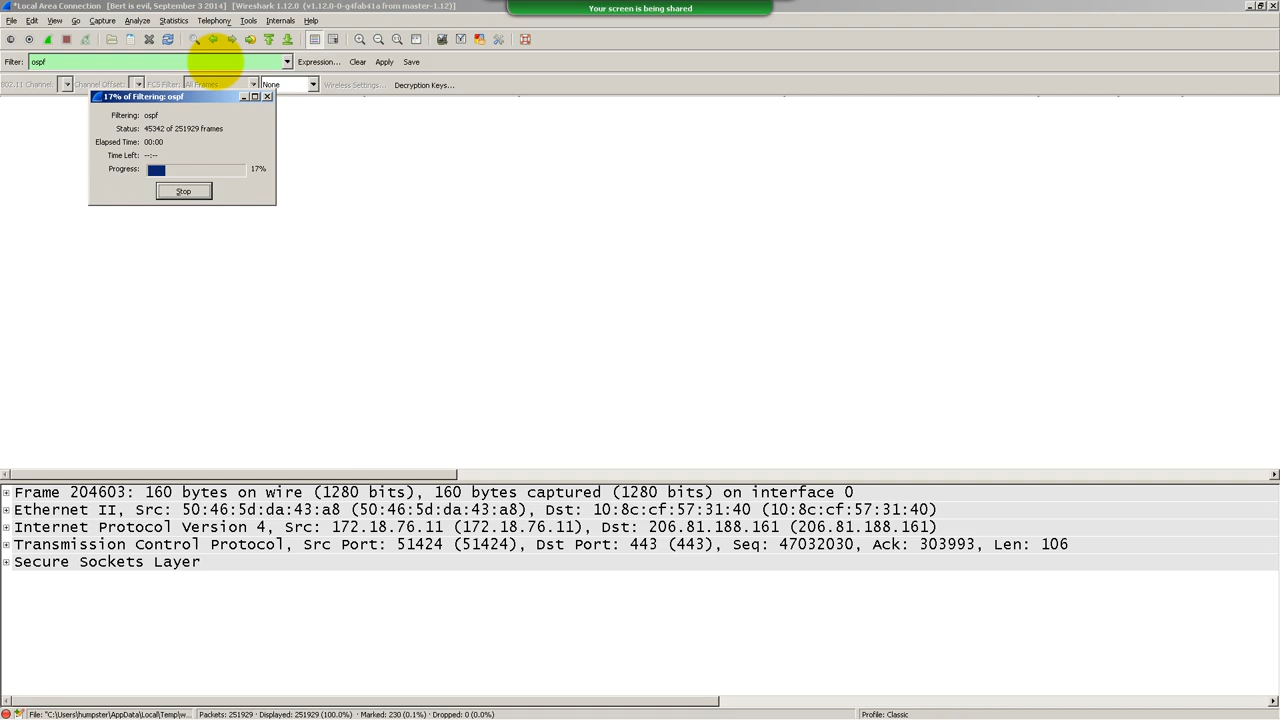 *Local Area Connection  [Bert is evil, September 3 2014]  [Wireshark 1.12.0  (v1.12.0-0-g4fab41a from master-1.12)]
Your screen is being shared
File Edit View Go Capture Analyze Statistics Telephony Tools Internals Help
Filter: ospf Expression... Clear Apply Save
802.11 Channel: Channel Offset: FCS Filter: All Frames None Wireless Settings... Decryption Keys...
17% of Filtering: ospf
Filtering: ospf
Status: 45342 of 251929 frames
Elapsed Time: 00:00
Time Left: --:--
Progress: 17%
Stop
Frame 204603: 160 bytes on wire (1280 bits), 160 bytes captured (1280 bits) on interface 0
Ethernet II, Src: 50:46:5d:da:43:a8 (50:46:5d:da:43:a8), Dst: 10:8c:cf:57:31:40 (10:8c:cf:57:31:40)
Internet Protocol Version 4, Src: 172.18.76.11 (172.18.76.11), Dst: 206.81.188.161 (206.81.188.161)
Transmission Control Protocol, Src Port: 51424 (51424), Dst Port: 443 (443), Seq: 47032030, Ack: 303993, Len: 106
Secure Sockets Layer
File: "C:\Users\humpster\AppData\Local\Temp\w... Packets: 251929 · Displayed: 251929 (100.0%) · Marked: 230 (0.1%) · Dropped: 0 (0.0%) Profile: Classic